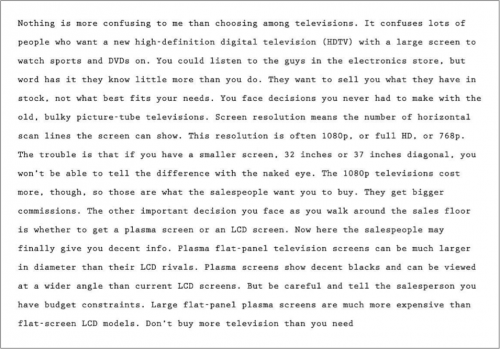 Nothing is more confusing to me than choosing among televisions. It confuses lots of
people who want a new high-definition digital television (HDTV) with a large screen to
watch sports and DVDs on. You could listen to the guys in the electronics store, but
word has it they know little more than you do. They want to sell you what they have in
stock, not what best fits your needs. You face decisions you never had to make with the
old, bulky picture-tube televisions. Screen resolution means the number of horizontal
scan lines the screen can show. This resolution is often 1080p, or full HD, or 768p.
The trouble is that if you have a smaller screen, 32 inches or 37 inches diagonal, you
won't be able to tell the difference with the naked eye. The 1080p televisions cost
more, though, so those are what the salespeople want you to buy. They get bigger
commissions. The other important decision you face as you walk around the sales floor
is whether to get a plasma screen or an LCD screen. Now here the salespeople may
finally give you decent info. Plasma flat-panel television screens can be much larger
in diameter than their LCD rivals. Plasma screens show decent blacks and can be viewed
at a wider angle than current LCD screens. But be careful and tell the salesperson you
have budget constraints. Large flat-panel plasma screens are much more expensive than
flat-screen LCD models. Don't buy more television than you need